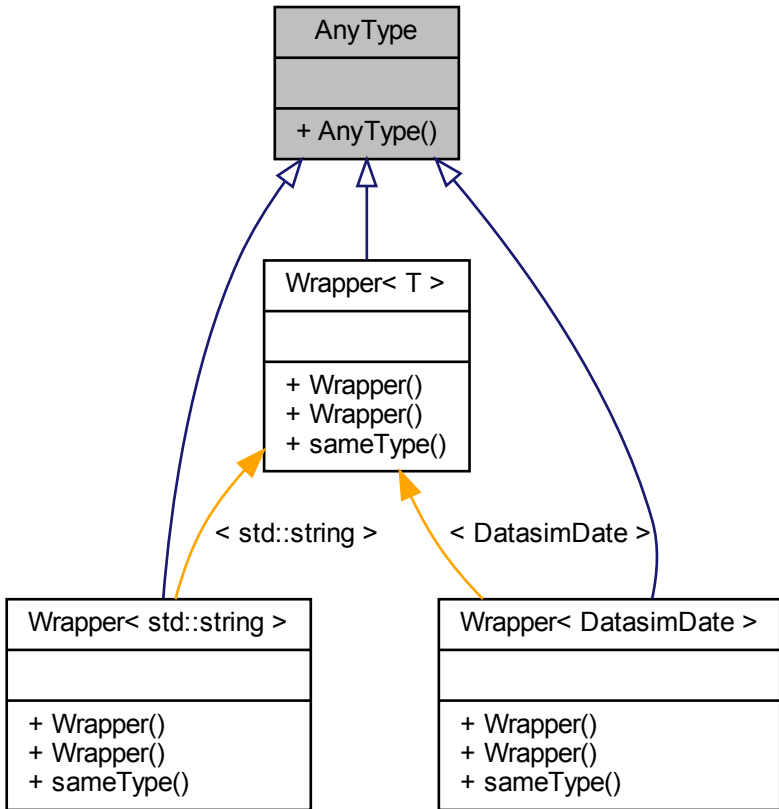 AnyType
+ AnyType()
Wrapper< T >
+ Wrapper()
+ Wrapper()
+ sameType()
< std::string >
< DatasimDate >
Wrapper< std::string >
+ Wrapper()
+ Wrapper()
+ sameType()
Wrapper< DatasimDate >
+ Wrapper()
+ Wrapper()
+ sameType()